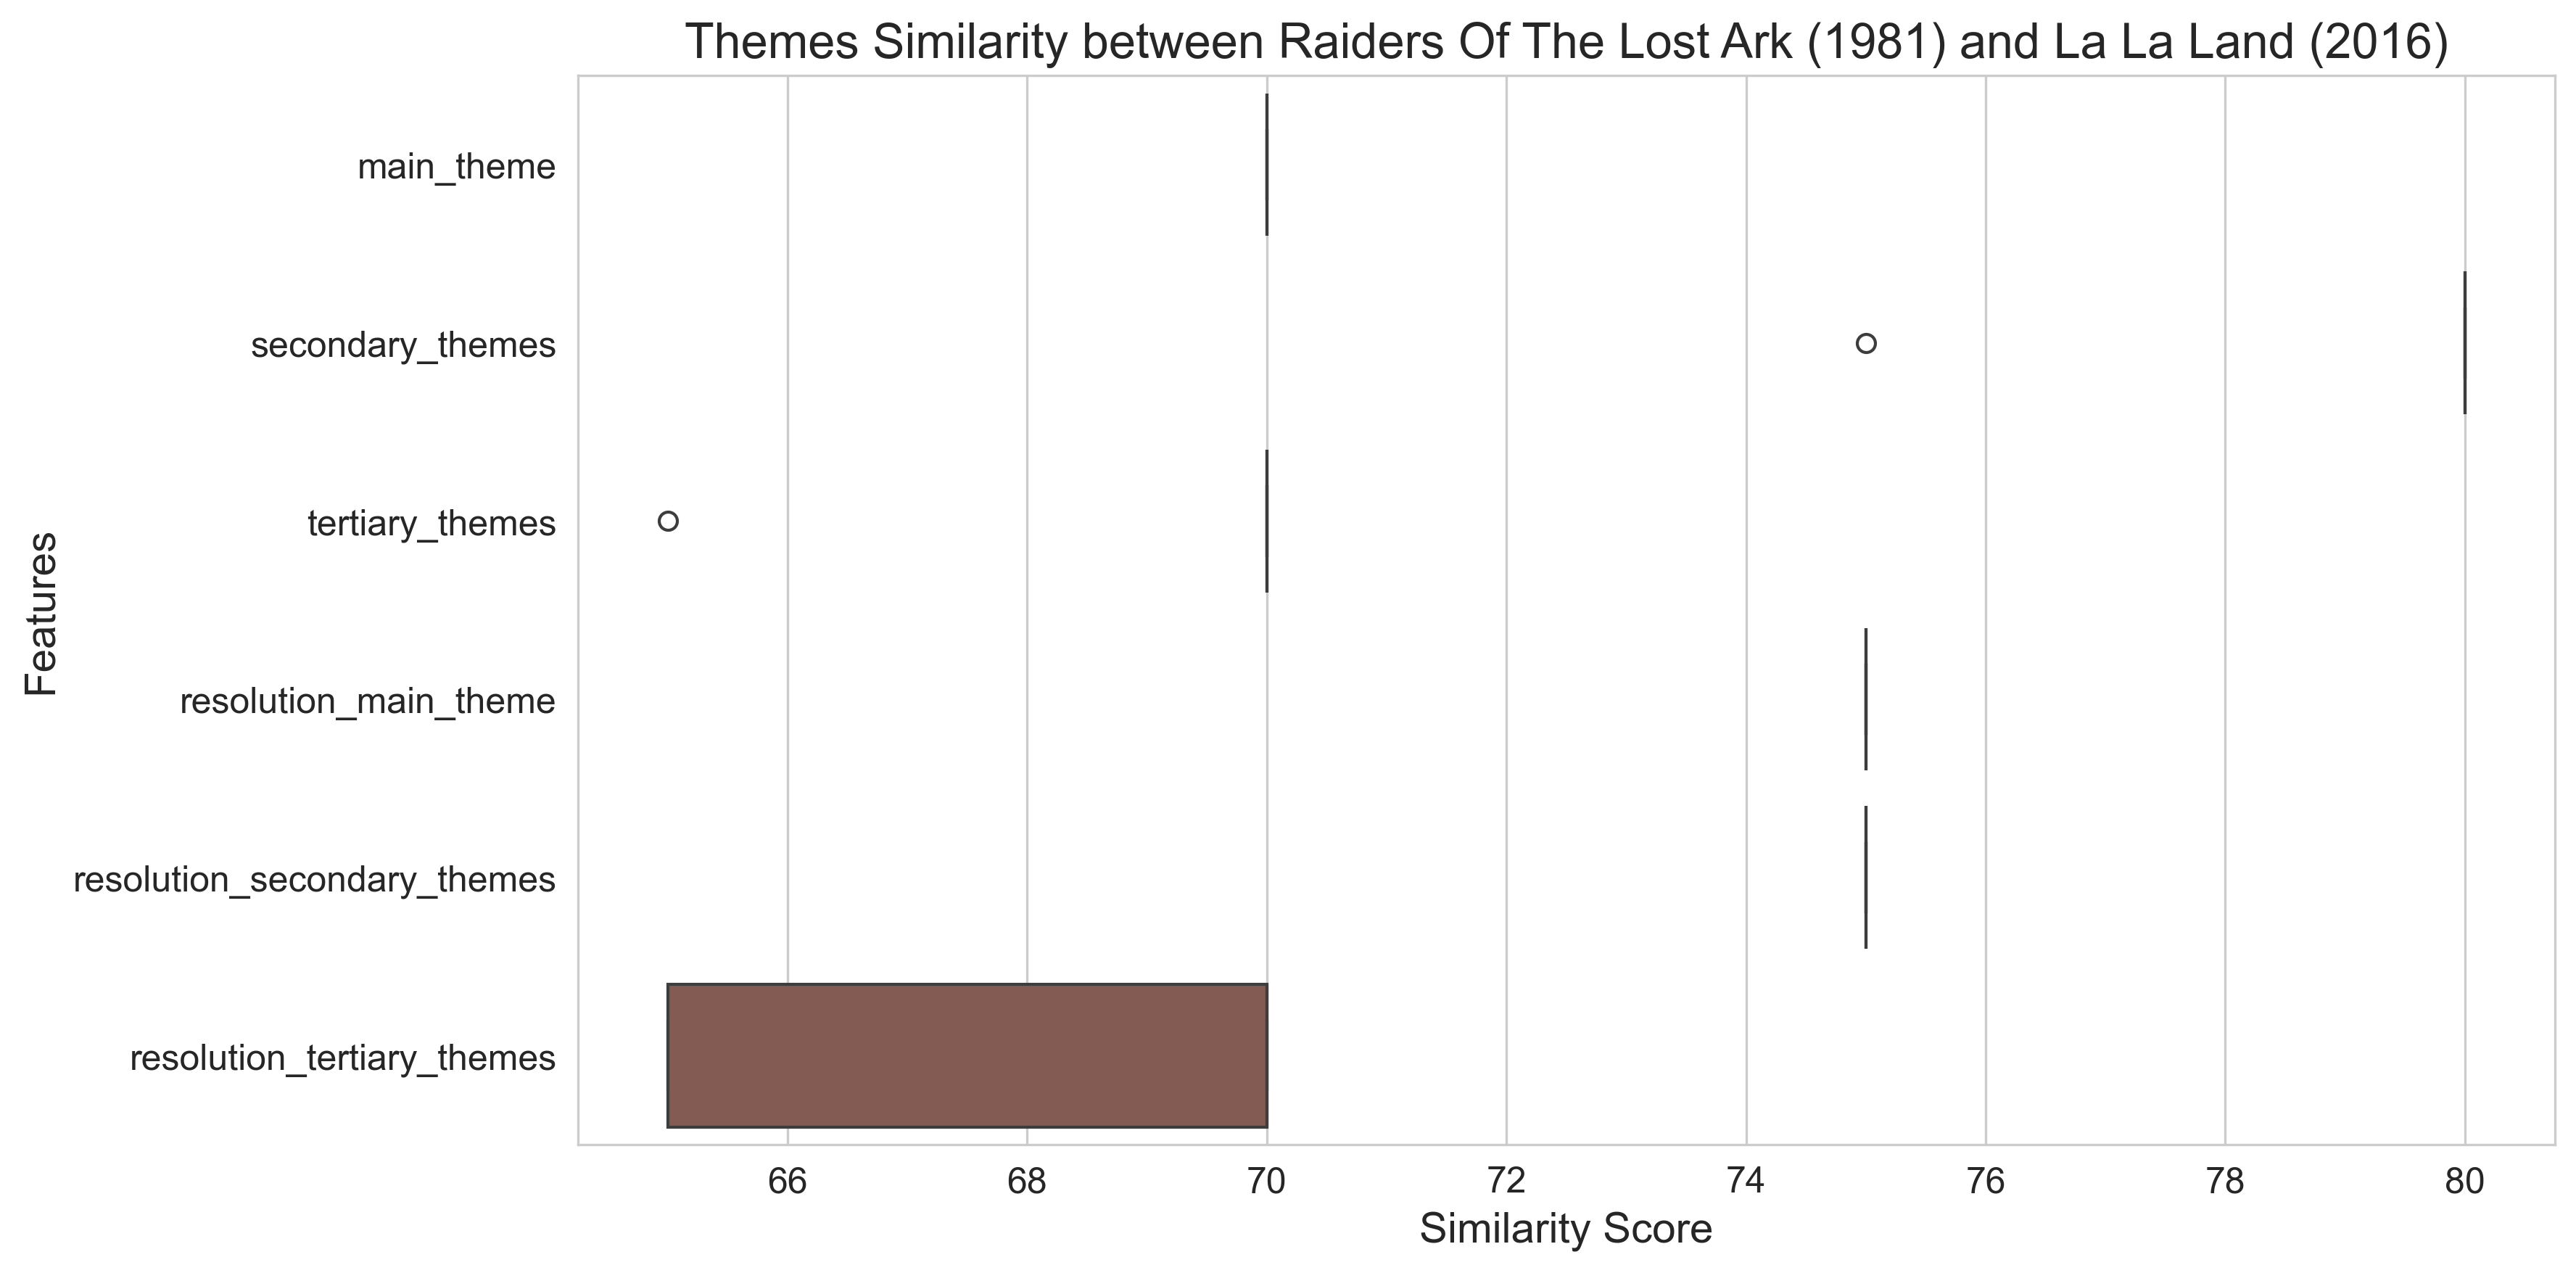 Themes Similarity between Raiders Of The Lost Ark (1981) and La La Land (2016)
Features
main_theme
secondary_themes
tertiary_themes
resolution_main_theme
resolution_secondary_themes
resolution_tertiary_themes
66 68 70 72 74 76 78 80
Similarity Score